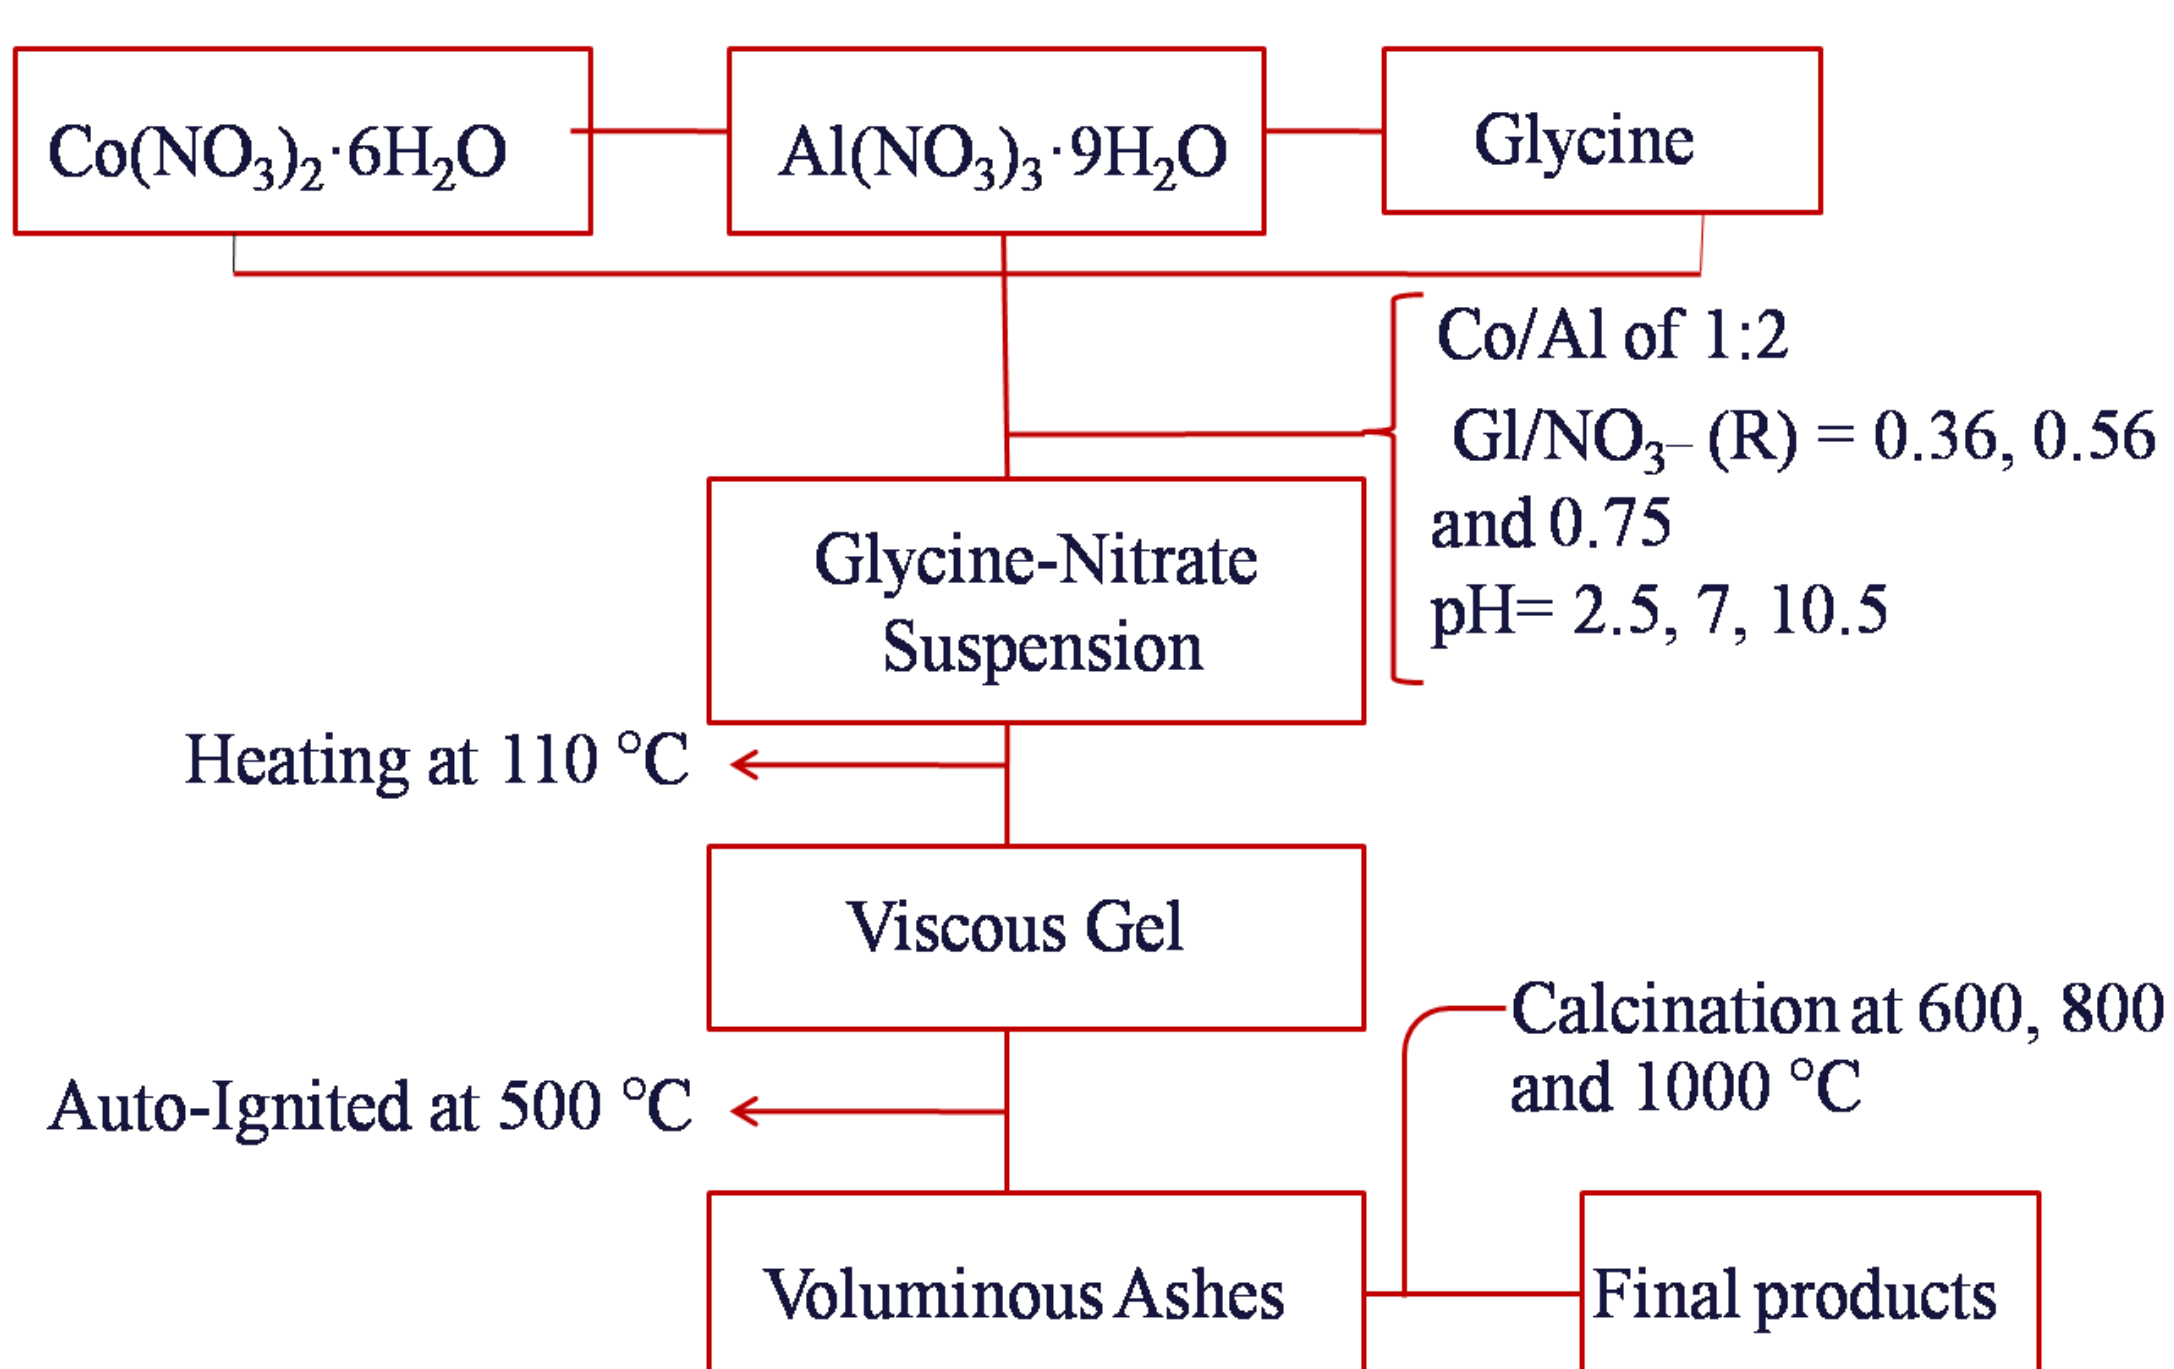 Co(NO₃)₂·6H₂O
Al(NO₃)₃·9H₂O
Glycine
Co/Al of 1:2
Gl/NO₃– (R) = 0.36, 0.56
and 0.75
pH= 2.5, 7, 10.5
Glycine-Nitrate
Suspension
Heating at 110 °C
Viscous Gel
Calcination at 600, 800
and 1000 °C
Auto-Ignited at 500 °C
Voluminous Ashes
Final products